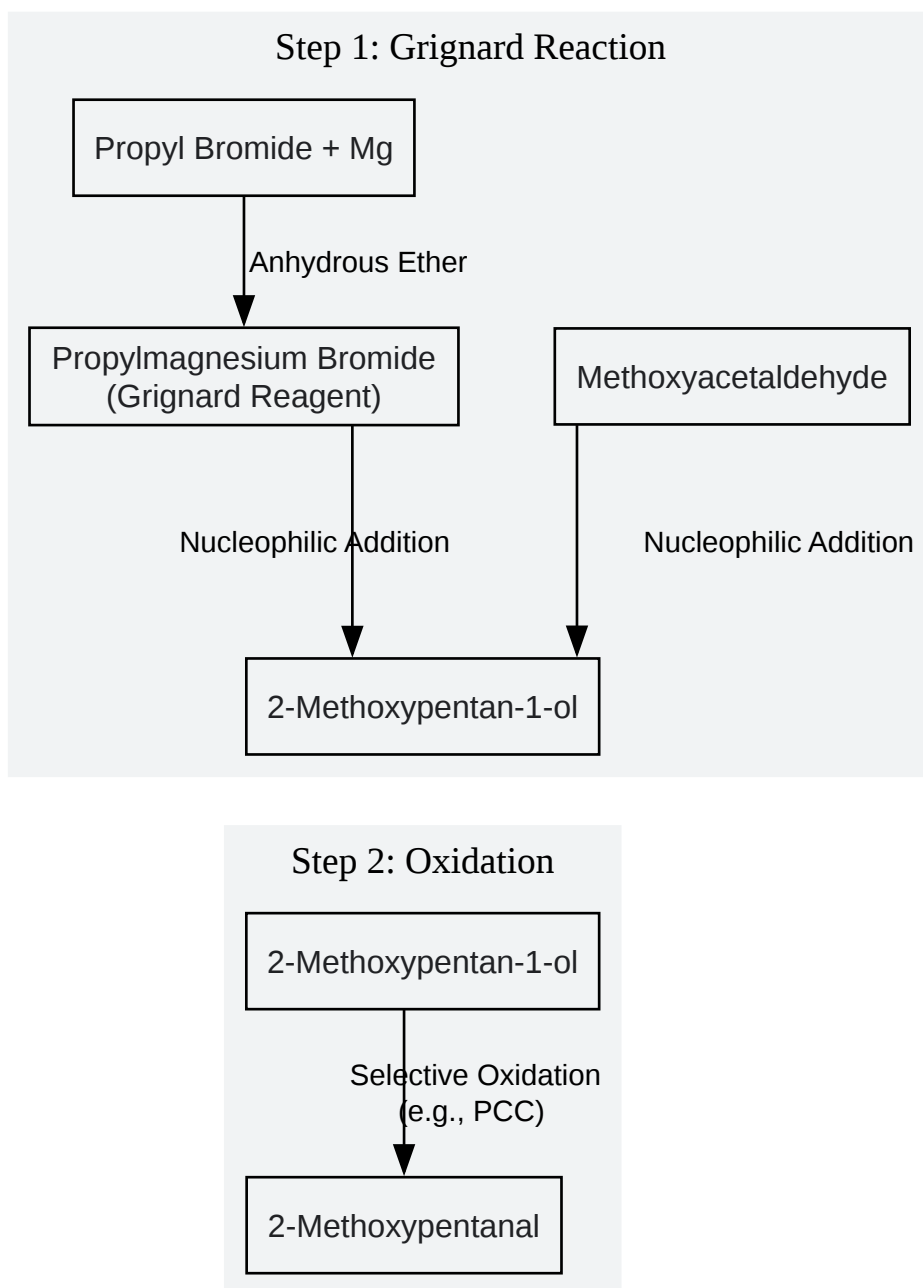 Step 1: Grignard Reaction
Propyl Bromide + Mg
Anhydrous Ether
Propylmagnesium Bromide
(Grignard Reagent)
Methoxyacetaldehyde
Nucleophilic Addition
Nucleophilic Addition
2-Methoxypentan-1-ol
Step 2: Oxidation
2-Methoxypentan-1-ol
Selective Oxidation
(e.g., PCC)
2-Methoxypentanal